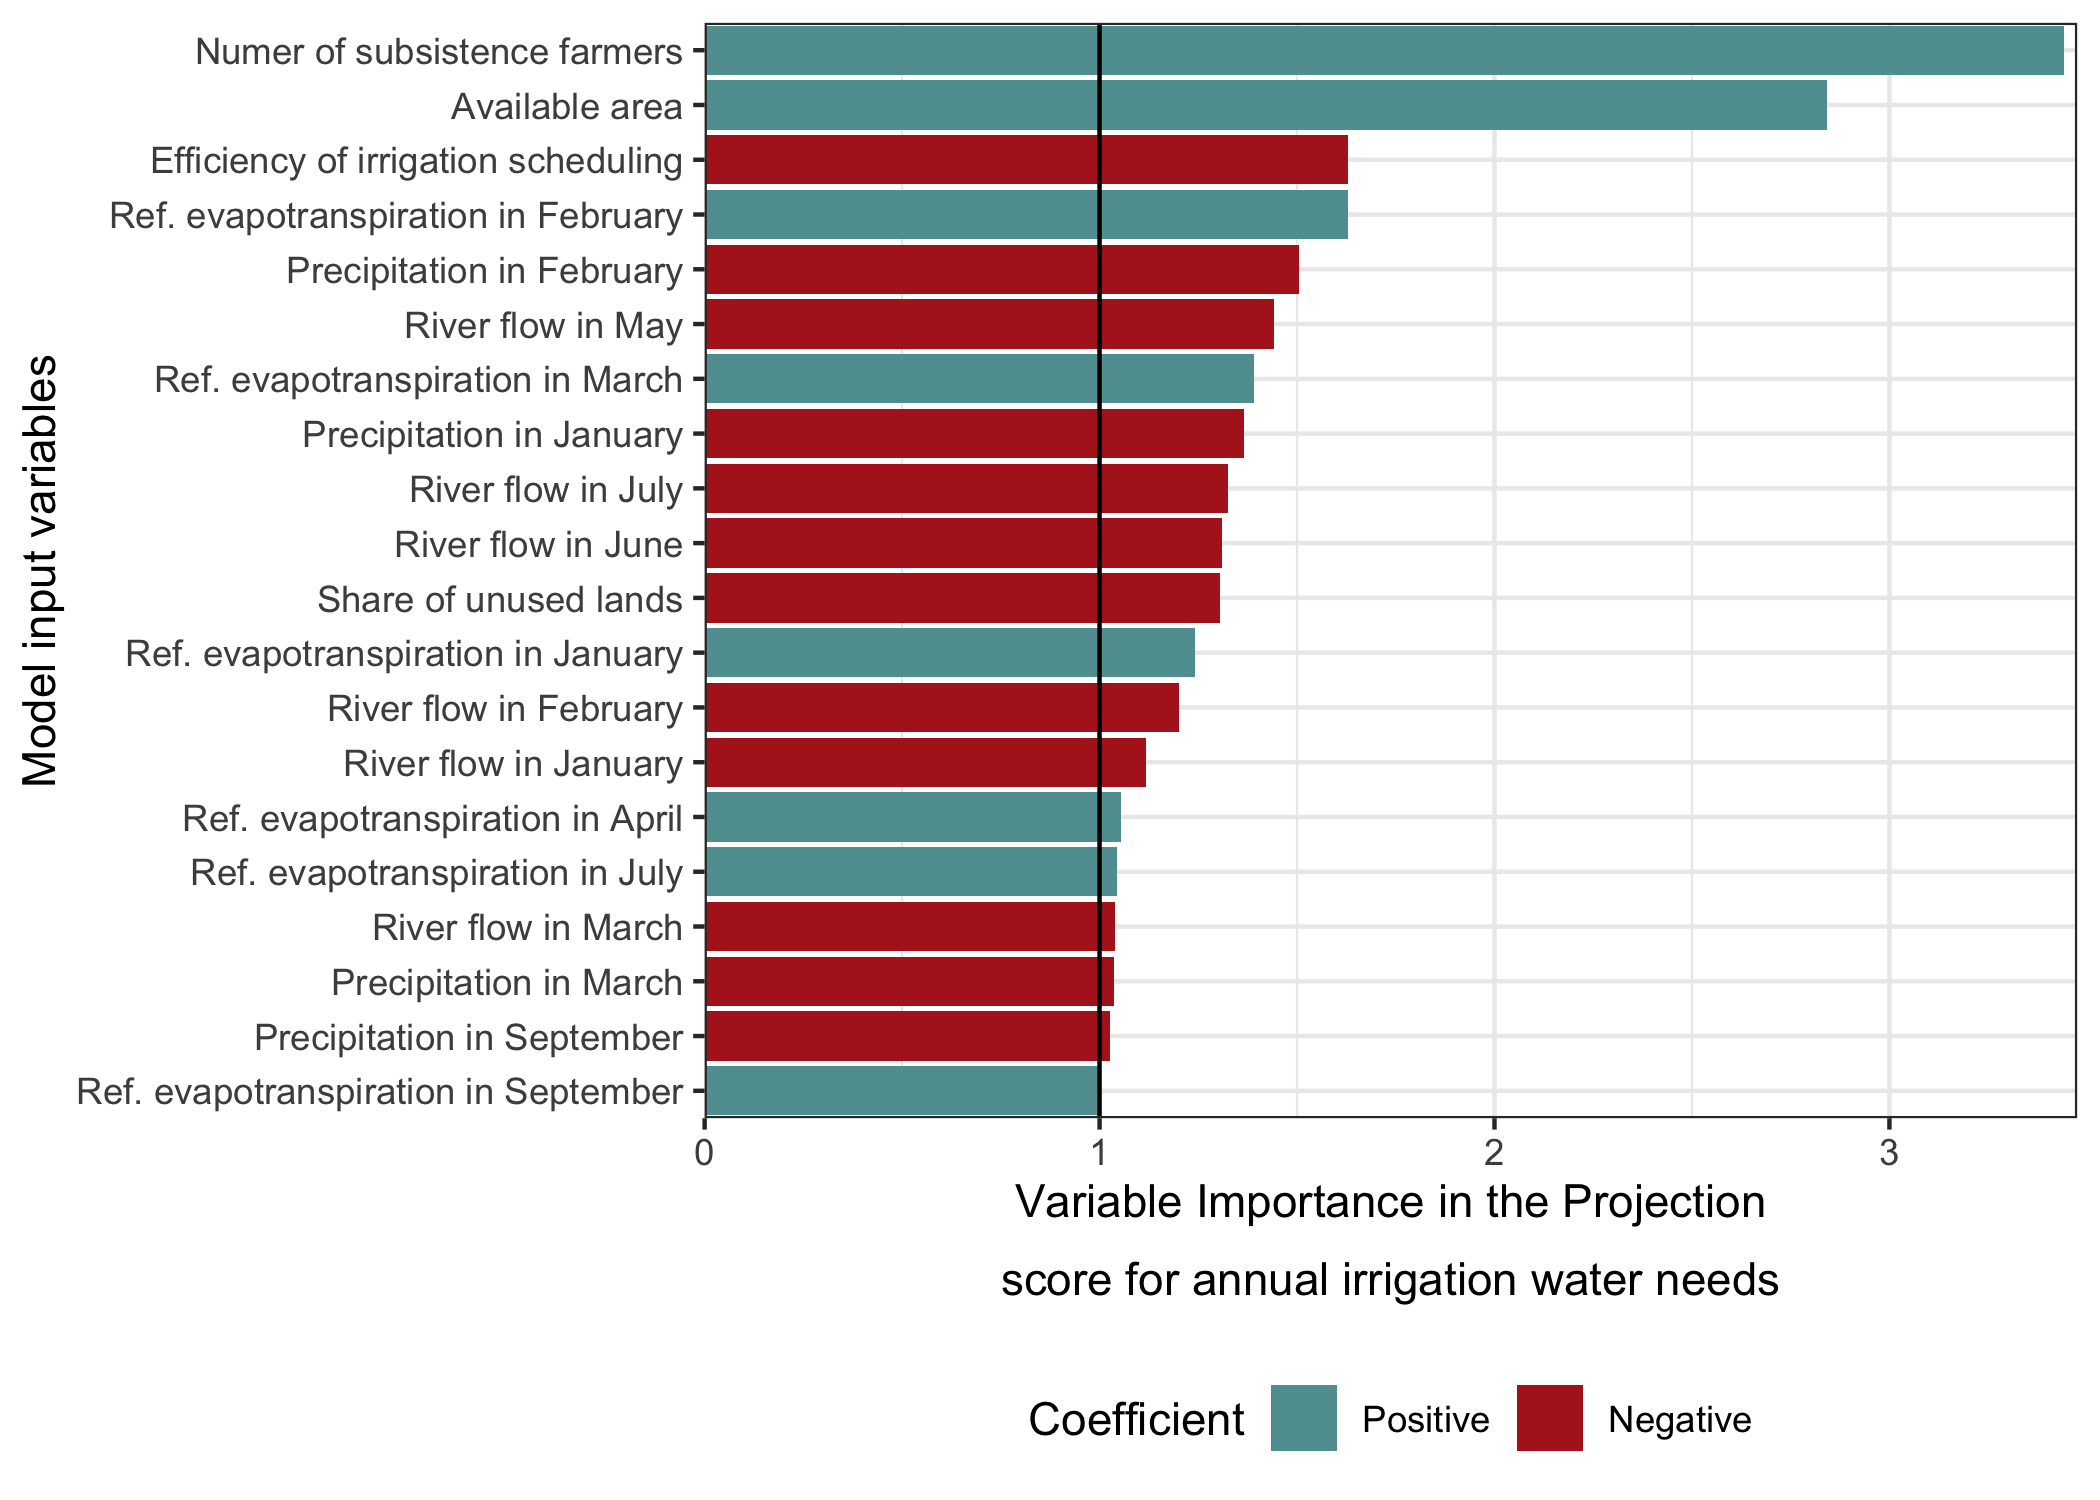 Numer of subsistence farmers
Available area
Efficiency of irrigation scheduling
Ref. evapotranspiration in February
Precipitation in February
River flow in May
Ref. evapotranspiration in March
Precipitation in January
River flow in July
River flow in June
Share of unused lands
Ref. evapotranspiration in January
River flow in February
River flow in January
Ref. evapotranspiration in April
Ref. evapotranspiration in July
River flow in March
Precipitation in March
Precipitation in September
Ref. evapotranspiration in September
Model input variables
0 1 2 3
Variable Importance in the Projection
score for annual irrigation water needs
Coefficient Positive Negative